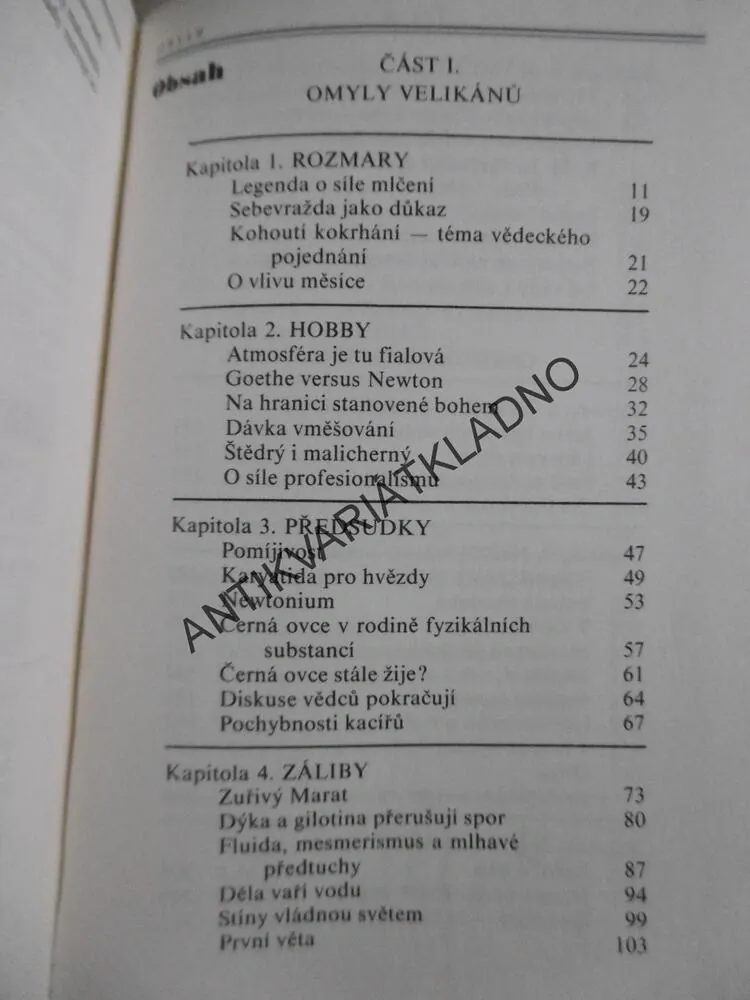 OBSAH
Obsah
ČÁST I.
OMYLY VELIKÁNŮ
Kapitola 1. ROZMARY
Legenda o síle mlčení 11
Sebevražda jako důkaz 19
Kohoutí kokrhání — téma vědeckého
pojednání 21
O vlivu měsíce 22
Kapitola 2. HOBBY
Atmosféra je tu fialová 24
Goethe versus Newton 28
Na hranici stanovené bohem 32
Dávka vměšování 35
Štědrý i malicherný 40
O síle profesionalismu 43
Kapitola 3. PŘEDSUDKY
Pomíjivost 47
Karyatida pro hvězdy 49
Newtonium 53
Černá ovce v rodině fyzikálních
substancí 57
Černá ovce stále žije? 61
Diskuse vědců pokračují 64
Pochybnosti kacířů 67
Kapitola 4. ZÁLIBY
Zuřivý Marat 73
Dýka a gilotina přerušují spor 80
Fluida, mesmerismus a mlhavé
předtuchy 87
Děla vaří vodu 94
Stíny vládnou světem 99
První věta 103
ANTIKVARIATKLADNO